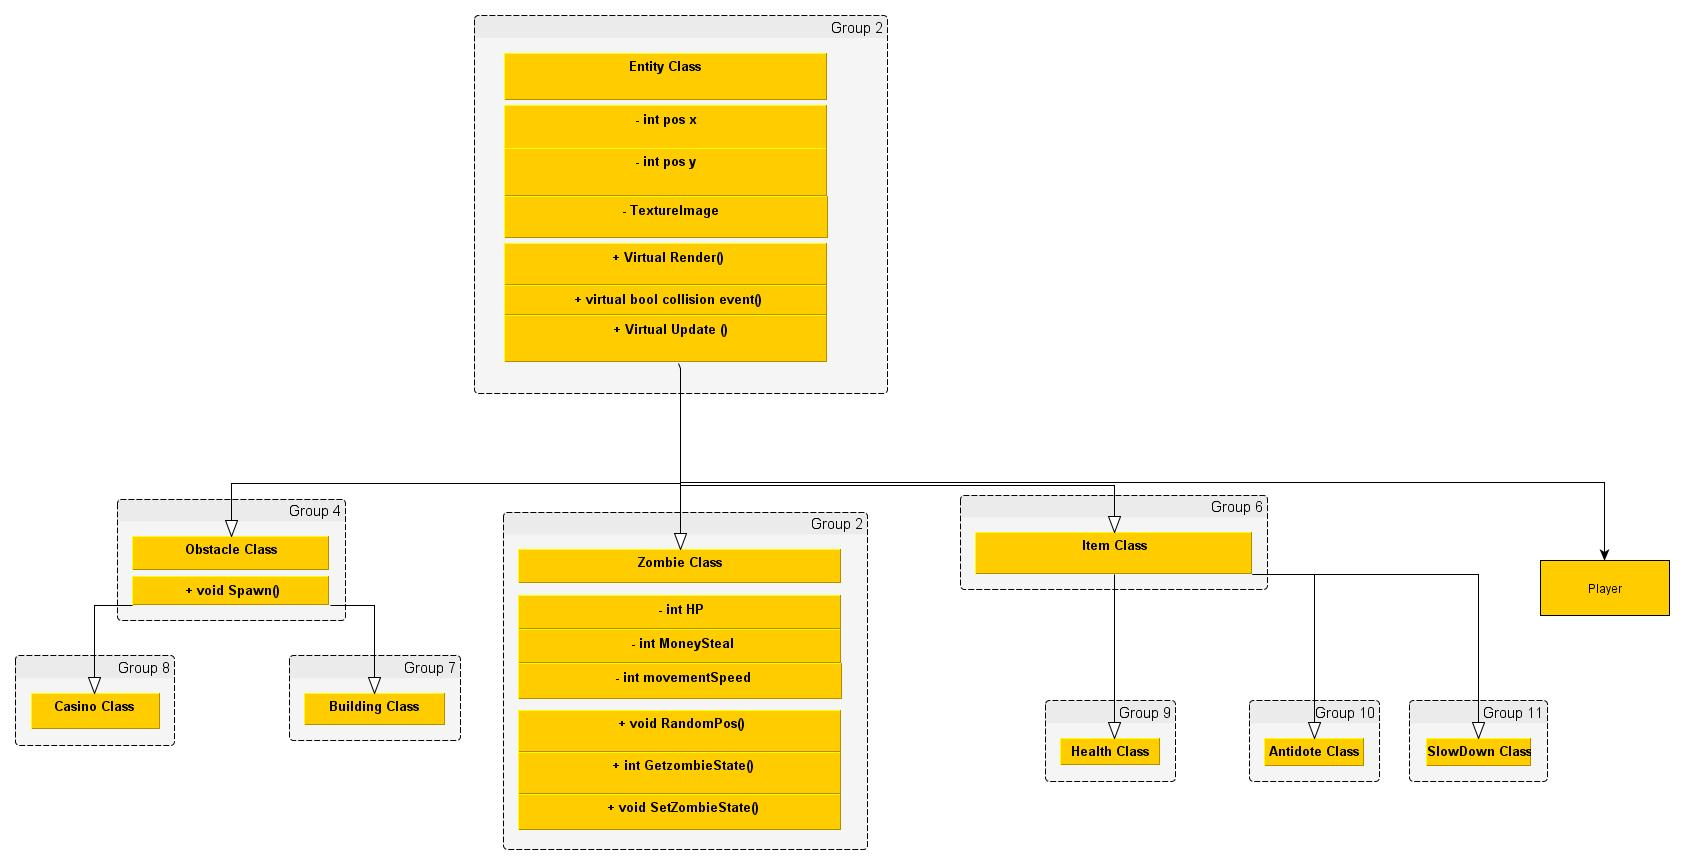 Group 2
Entity Class
- int pos x
- int pos y
- TextureImage
+ Virtual Render()
+ virtual bool collision event()
+ Virtual Update ()
Group 4
Obstacle Class
+ void Spawn()
Group 8
Casino Class
Group 7
Building Class
Group 2
Zombie Class
- int HP
- int MoneySteal
- int movementSpeed
+ void RandomPos()
+ int GetzombieState()
+ void SetZombieState()
Group 6
Item Class
Group 9
Health Class
Group 10
Antidote Class
Group 11
SlowDown Class
Player